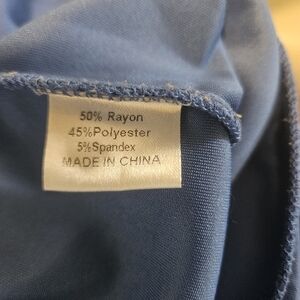 50% Rayon
45%Polyester
5%Spandex
MADE IN CHINA